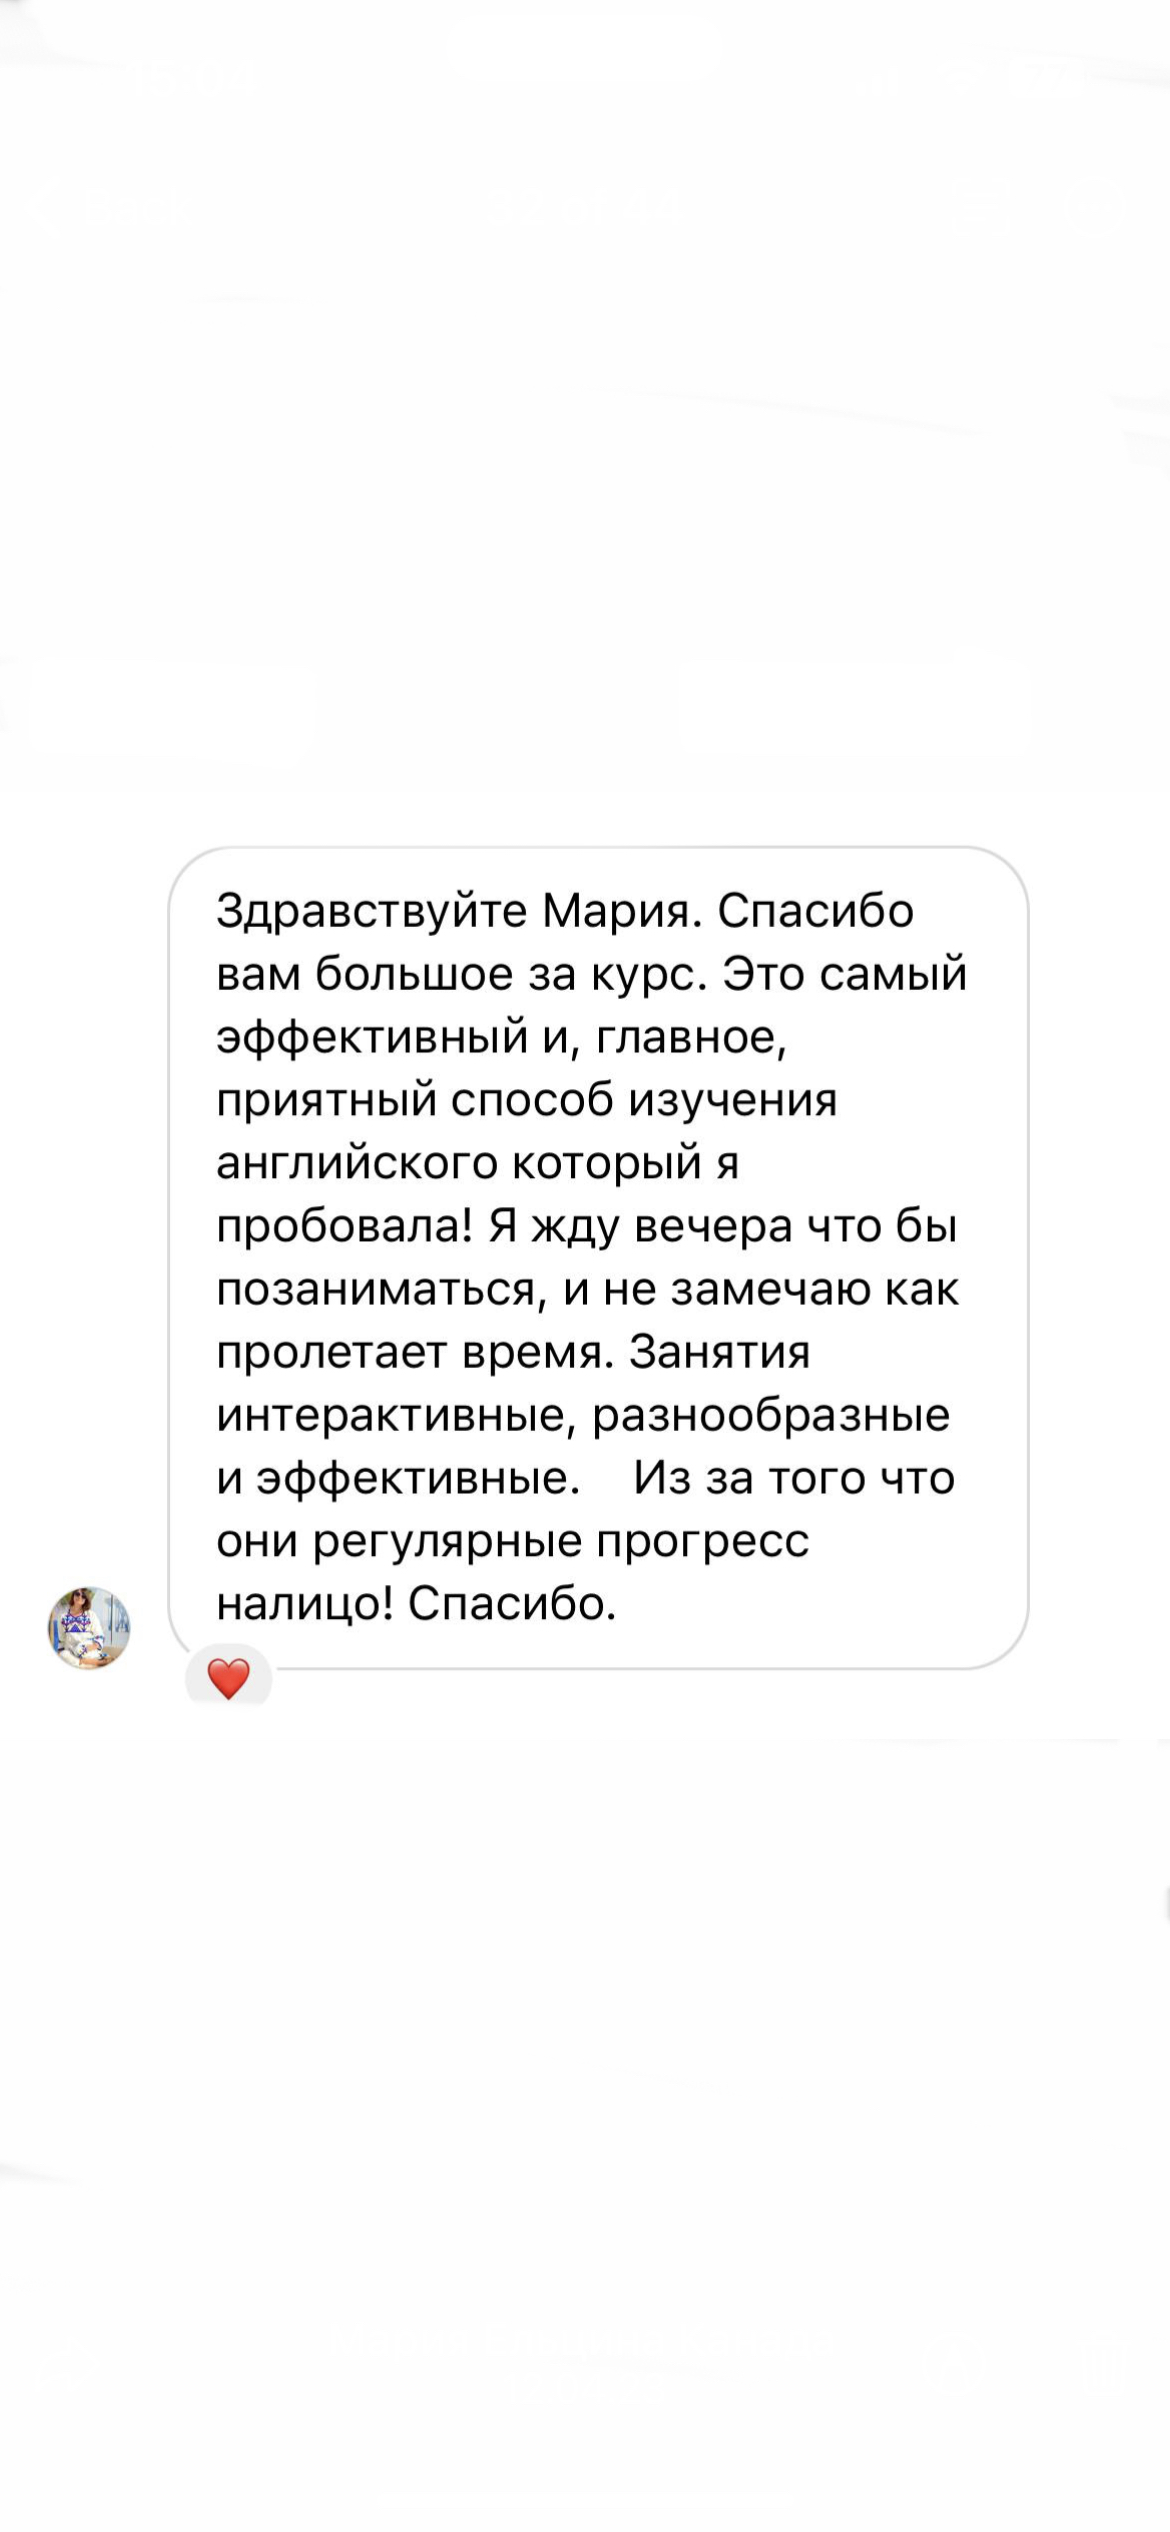 Здравствуйте Мария. Спасибо
вам большое за курс. Это самый
эффективный и, главное,
приятный способ изучения
английского который я
пробовала! Я жду вечера что бы
позаниматься, и не замечаю как
пролетает время. Занятия
интерактивные, разнообразные
и эффективные.    Из за того что
они регулярные прогресс
налицо! Спасибо.